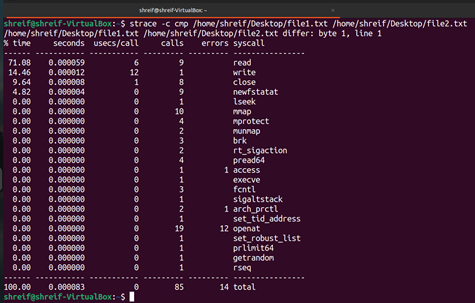 shreif@shreif-VirtualBox: ~
shreif@shreif-VirtualBox:~$ strace -c cmp /home/shreif/Desktop/file1.txt /home/shreif/Desktop/file2.txt
/home/shreif/Desktop/file1.txt /home/shreif/Desktop/file2.txt differ: byte 1, line 1
% time seconds usecs/call calls errors syscall
------ ----------- ----------- --------- --------- ----------------
71.08 0.000059 6 9 read
14.46 0.000012 12 1 write
9.64 0.000008 1 8 close
4.82 0.000004 0 9 newfstatat
0.00 0.000000 0 1 lseek
0.00 0.000000 0 10 mmap
0.00 0.000000 0 4 mprotect
0.00 0.000000 0 2 munmap
0.00 0.000000 0 3 brk
0.00 0.000000 0 2 rt_sigaction
0.00 0.000000 0 4 pread64
0.00 0.000000 0 1 1 access
0.00 0.000000 0 1 execve
0.00 0.000000 0 3 fcntl
0.00 0.000000 0 1 sigaltstack
0.00 0.000000 0 2 1 arch_prctl
0.00 0.000000 0 1 set_tid_address
0.00 0.000000 0 19 12 openat
0.00 0.000000 0 1 set_robust_list
0.00 0.000000 0 1 prlimit64
0.00 0.000000 0 1 getrandom
0.00 0.000000 0 1 rseq
------ ----------- ----------- --------- --------- ----------------
100.00 0.000083 0 85 14 total
shreif@shreif-VirtualBox:~$